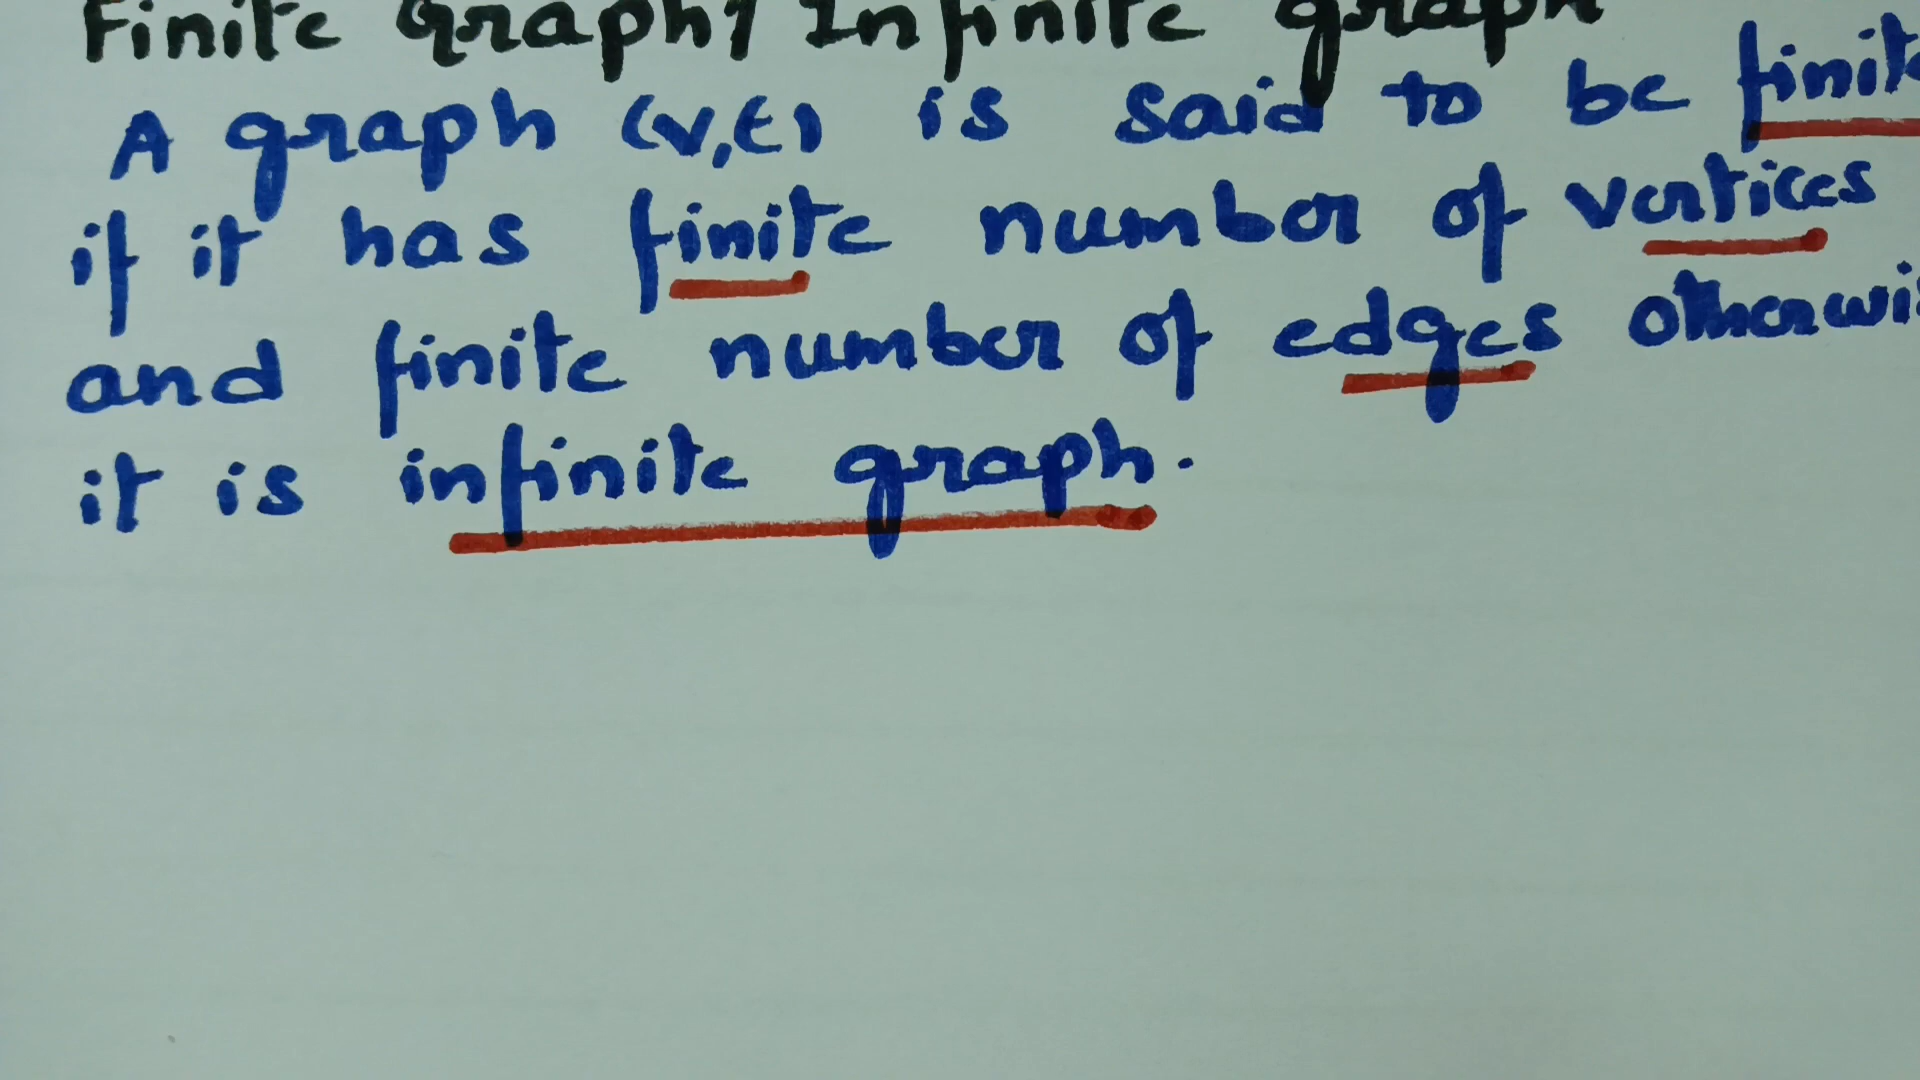 Finite Graph, Infinite graph
A graph (V,E) is said to be finite
if it has finite number of vertices
and finite number of edges otherwi
it is infinite graph.